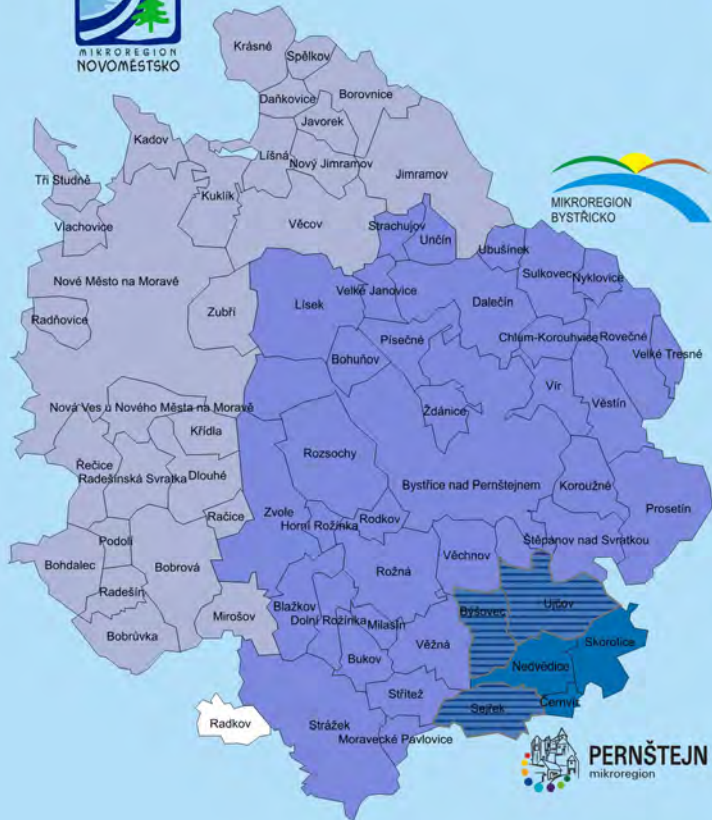 MIKROREGION
NOVOMĚSTSKO
Krásné
Spělkov
Daňkovice
Borovnice
Javorek
Kadov
Líšná
Nový Jimramov
Jimramov
Tři Studně
Kuklík
MIKROREGION
BYSTŘICKO
Vlachovice
Věcov
Strachujov
Unčín
Ubušínek
Nové Město na Moravě
Sulkovec
Nyklovice
Lísek
Velké Janovice
Dalečín
Radňovice
Zubří
Písečné
Chlum-Korouhvice
Rovečné
Bohuňov
Velké Tresné
Vír
Ždánice
Věstín
Nová Ves u Nového Města na Moravě
Křídla
Rozsochy
Řečice
Radešínská Svratka
Dlouhé
Bystřice nad Pernštejnem
Koroužné
Prosetín
Račice
Zvole
Horní Rožínka
Rodkov
Podolí
Štěpánov nad Svratkou
Bohdalec
Bobrová
Věchnov
Rožná
Radešín
Blažkov
Býšovec
Ujčov
Mirošov
Dolní Rožínka
Milasín
Bobrůvka
Věžná
Skorotice
Bukov
Nedvědice
Střítež
Černvír
Sejřek
Radkov
Strážek
Moravecké Pavlovice
PERNŠTEJN
mikroregion